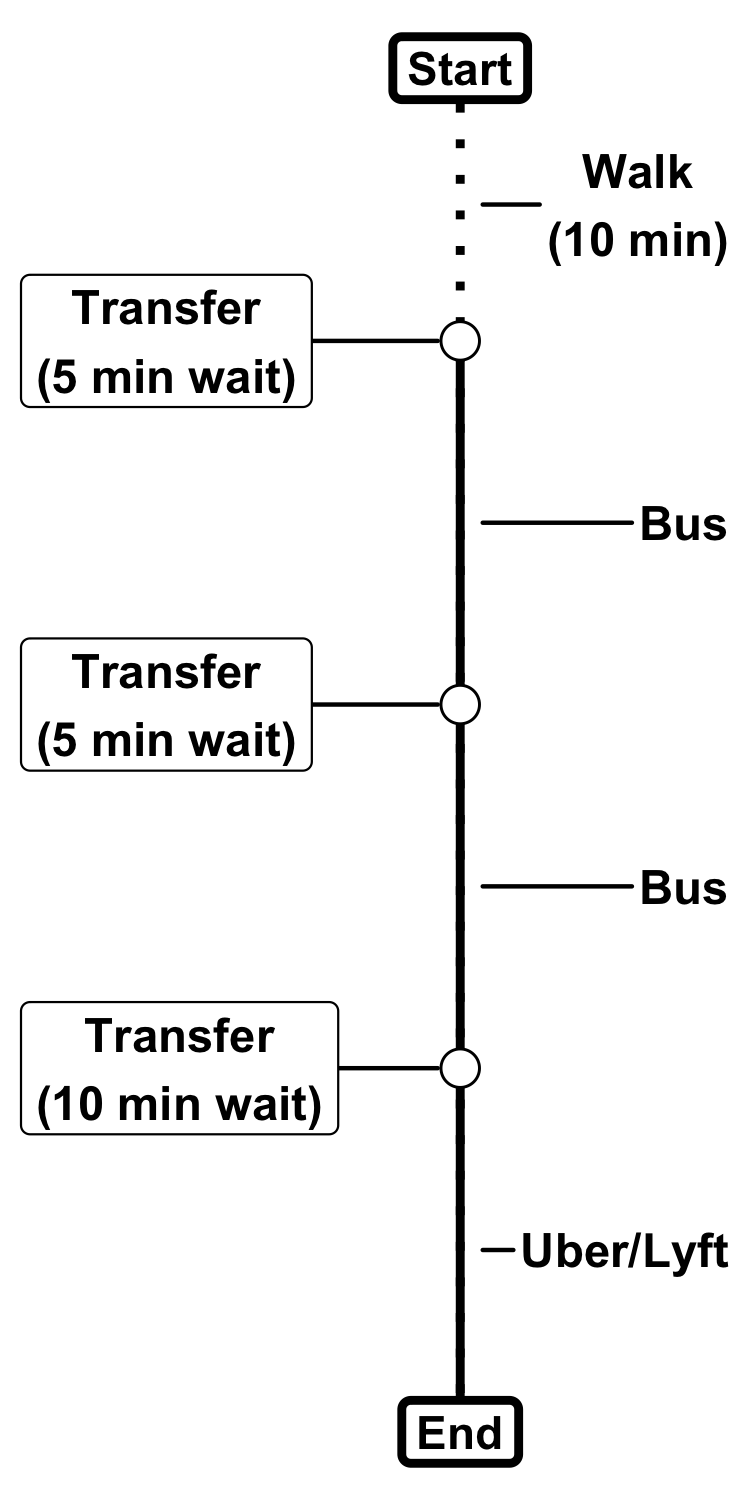 Start
Walk
(10 min)
Transfer
(5 min wait)
Bus
Transfer
(5 min wait)
Bus
Transfer
(10 min wait)
Uber/Lyft
End